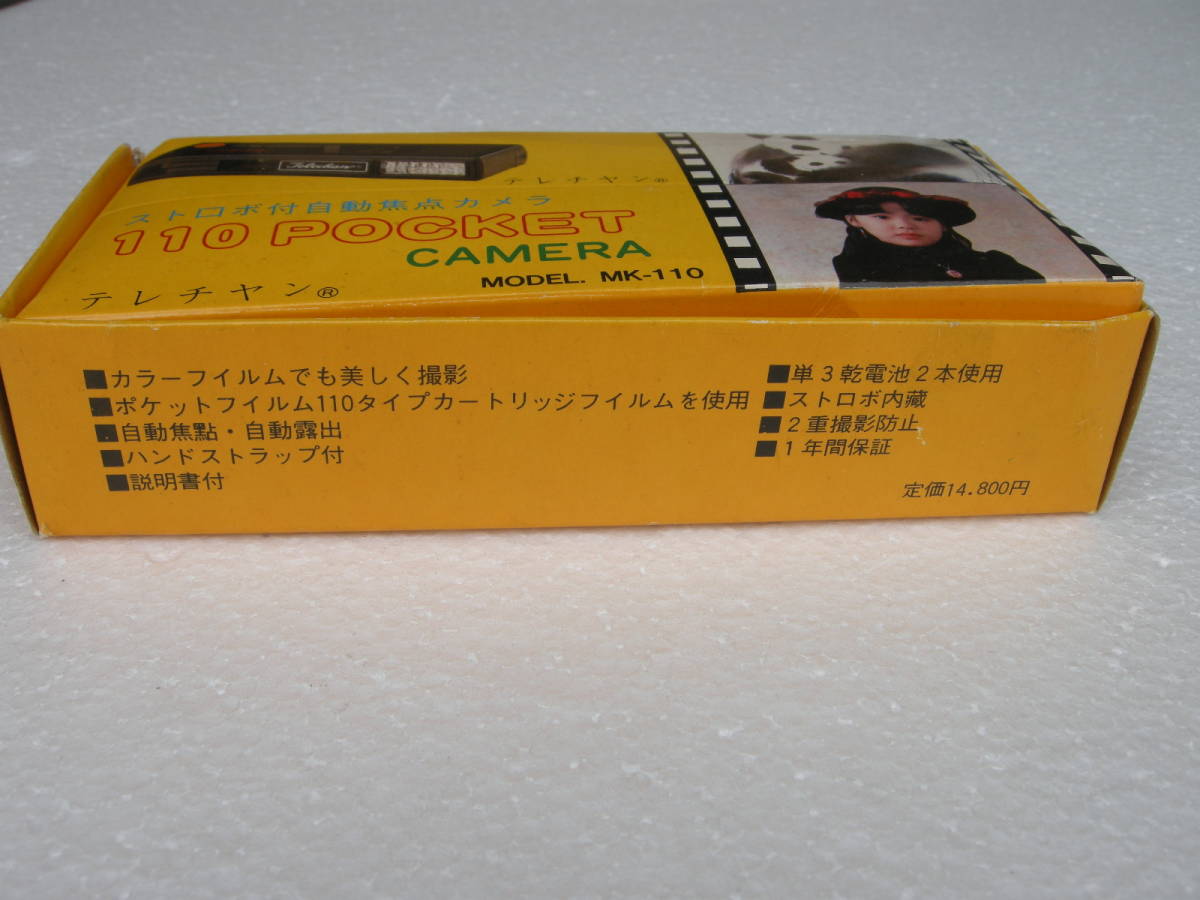 Telechan
テレチヤン®
ストロボ付自動焦点カメラ
110 POCKET
CAMERA
MODEL. MK-110
テレチヤン®
■カラーフイルムでも美しく撮影
■ポケットフイルム110タイプカートリッジフイルムを使用
■自動焦點・自動露出
■ハンドストラップ付
■説明書付
■単3乾電池2本使用
■ストロボ内蔵
■2重撮影防止
■1年間保証
定価14.800円